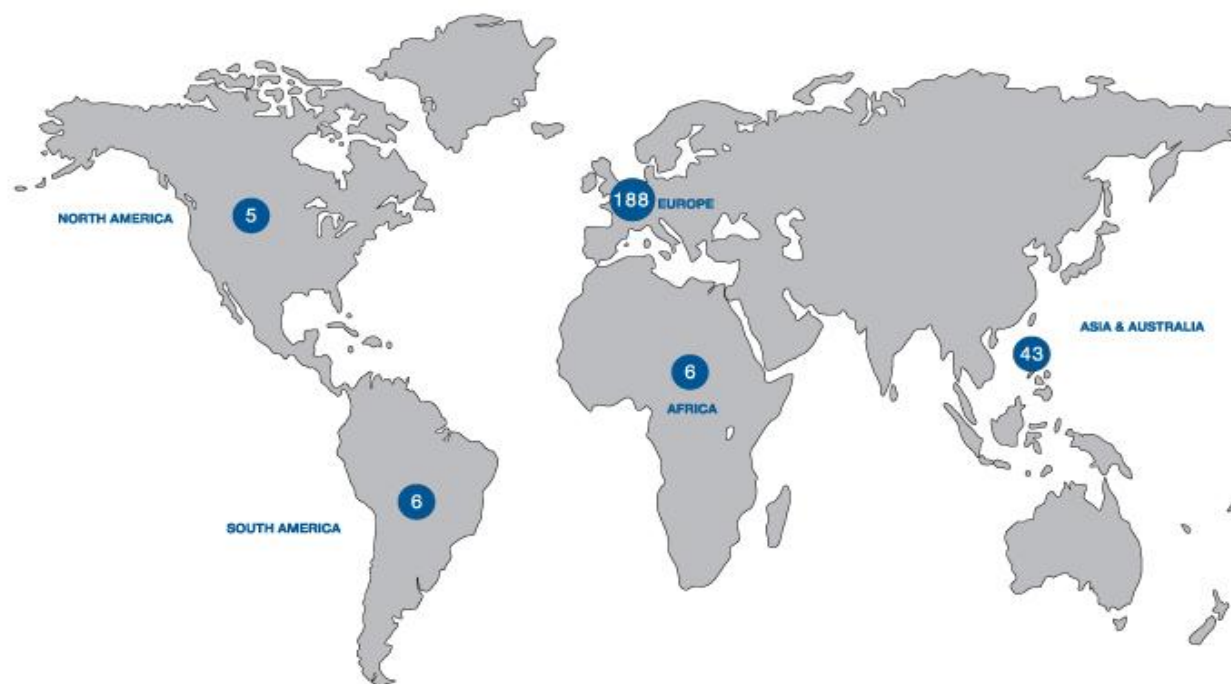 188
EUROPE
5
NORTH AMERICA
ASIA & AUSTRALIA
43
6
AFRICA
6
SOUTH AMERICA